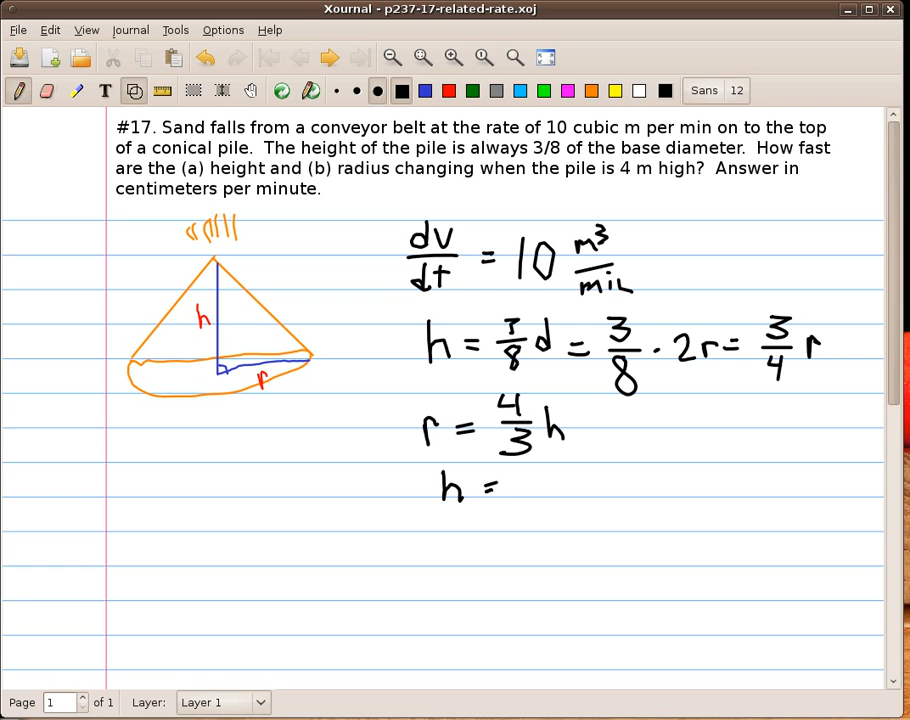 Xournal - p237-17-related-rate.xoj
File Edit View Journal Tools Options Help
T Sans 12
#17. Sand falls from a conveyor belt at the rate of 10 cubic m per min on to the top
of a conical pile. The height of the pile is always 3/8 of the base diameter. How fast
are the (a) height and (b) radius changing when the pile is 4 m high? Answer in
centimeters per minute.
dV/dt = 10 m³/min
h
r
h = 3/8 d = 3/8 · 2r = 3/4 r
r = 4/3 h
h =
Page 1 of 1 Layer: Layer 1